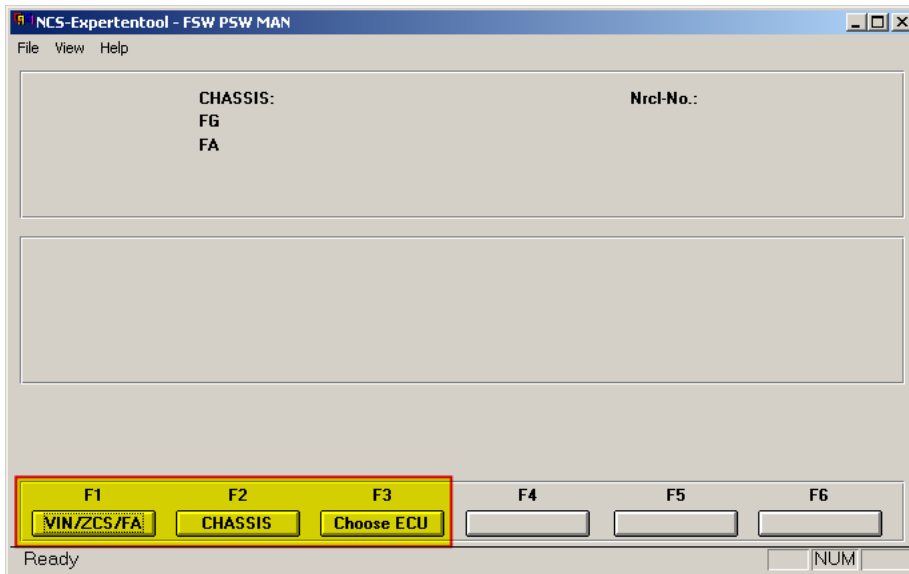 NCS-Expertentool - FSW PSW MAN
File View Help
CHASSIS: Nrcl-No.:
FG
FA
F1 F2 F3 F4 F5 F6
VIN/ZCS/FA CHASSIS Choose ECU
Ready NUM